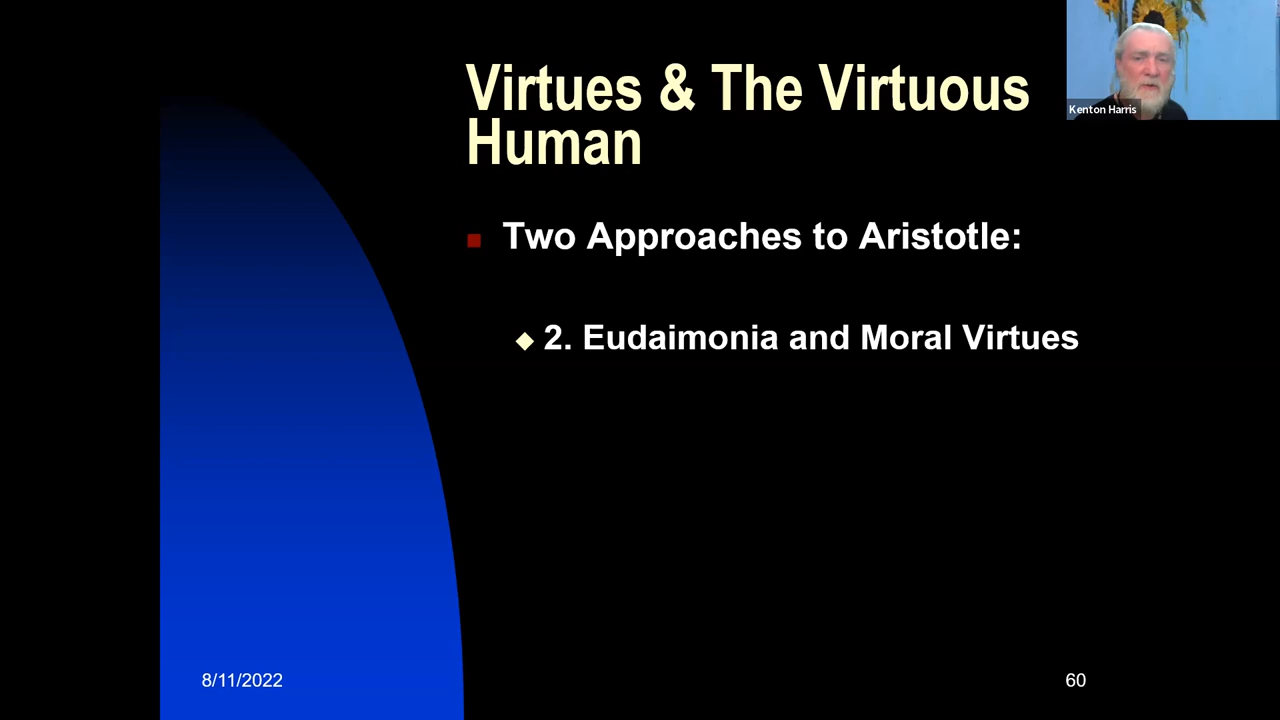 Virtues & The Virtuous
Human
Kenton Harris
Two Approaches to Aristotle:
2. Eudaimonia and Moral Virtues
8/11/2022
60